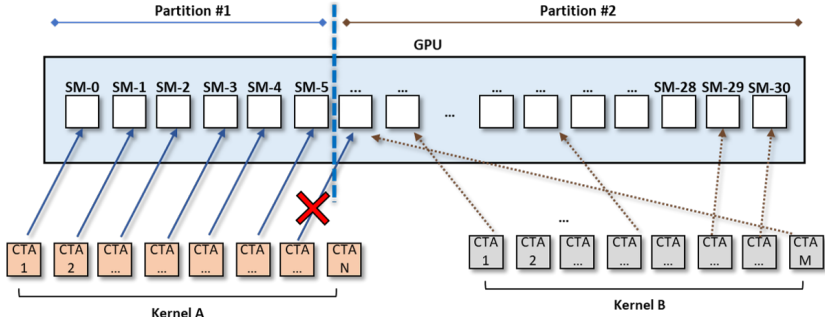 Partition #1 Partition #2
GPU
SM-0 SM-1 SM-2 SM-3 SM-4 SM-5 ... ... ... ... ... ... SM-28 SM-29 SM-30
...
...
CTA 1
CTA 2
CTA ...
CTA ...
CTA ...
CTA ...
CTA ...
CTA N
CTA 1
CTA 2
CTA ...
CTA ...
CTA ...
CTA ...
CTA ...
CTA M
Kernel A
Kernel B